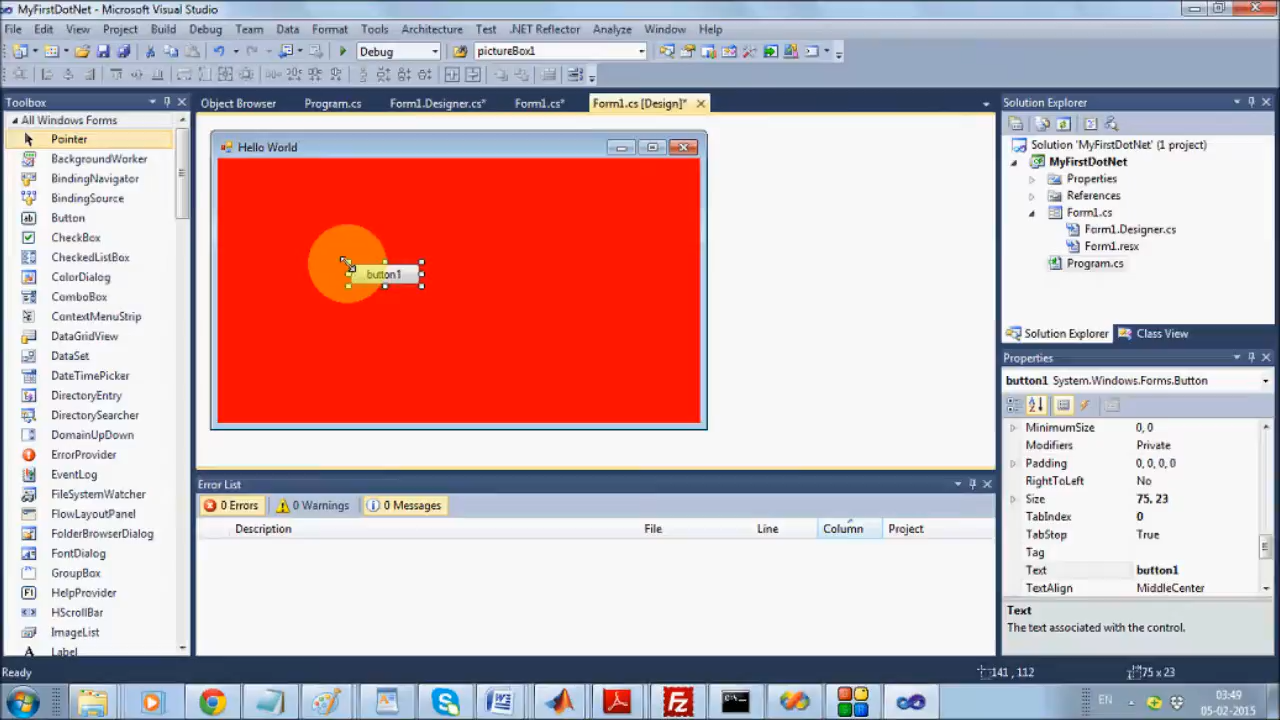 MyFirstDotNet - Microsoft Visual Studio
File Edit View Project Build Debug Team Data Format Tools Architecture Test .NET Reflector Analyze Window Help
Debug pictureBox1
Toolbox
Object Browser Program.cs Form1.Designer.cs* Form1.cs* Form1.cs [Design]*
All Windows Forms
Pointer
BackgroundWorker
BindingNavigator
BindingSource
Button
CheckBox
CheckedListBox
ColorDialog
ComboBox
ContextMenuStrip
DataGridView
DataSet
DateTimePicker
DirectoryEntry
DirectorySearcher
DomainUpDown
ErrorProvider
EventLog
FileSystemWatcher
FlowLayoutPanel
FolderBrowserDialog
FontDialog
GroupBox
HelpProvider
HScrollBar
ImageList
Label
Hello World
button1
Error List
0 Errors 0 Warnings 0 Messages
Description File Line Column Project
Solution Explorer
Solution 'MyFirstDotNet' (1 project)
MyFirstDotNet
Properties
References
Form1.cs
Form1.Designer.cs
Form1.resx
Program.cs
Solution Explorer Class View
Properties
button1 System.Windows.Forms.Button
MinimumSize 0, 0
Modifiers Private
Padding 0, 0, 0, 0
RightToLeft No
Size 75, 23
TabIndex 0
TabStop True
Tag
Text button1
TextAlign MiddleCenter
Text
The text associated with the control.
Ready 141 , 112 75 x 23
EN 03:49
05-02-2015